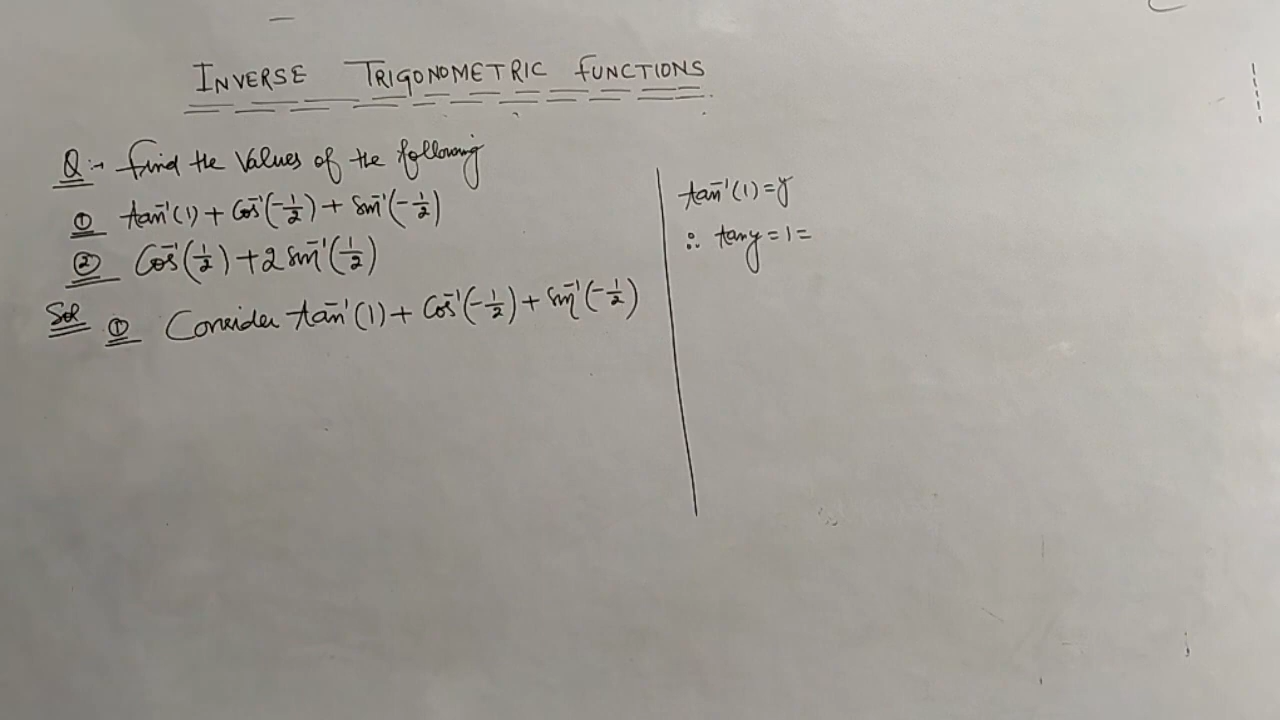 INVERSE TRIGONOMETRIC FUNCTIONS
Q:→ Find the Values of the following
① tan⁻¹(1) + Cos⁻¹(-1/2) + Sin⁻¹(-1/2)
② Cos⁻¹(1/2) + 2 Sin⁻¹(1/2)
Sol ① Consider tan⁻¹(1) + Cos⁻¹(-1/2) + Sin⁻¹(-1/2)
tan⁻¹(1) = y
∴ tan y = 1 =